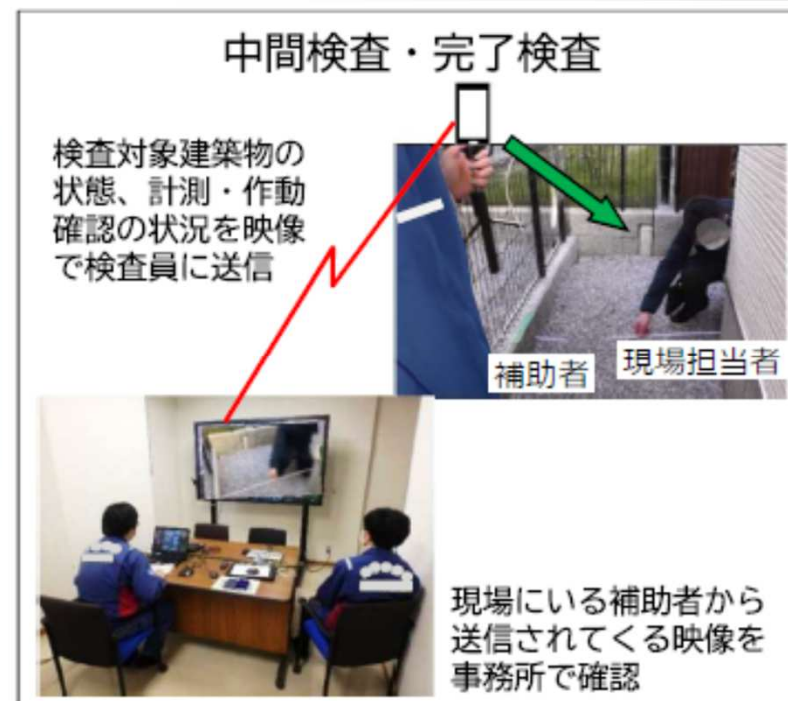 中間検査・完了検査
検査対象建築物の
状態、計測・作動
確認の状況を映像
で検査員に送信
補助者
現場担当者
現場にいる補助者から
送信されてくる映像を
事務所で確認